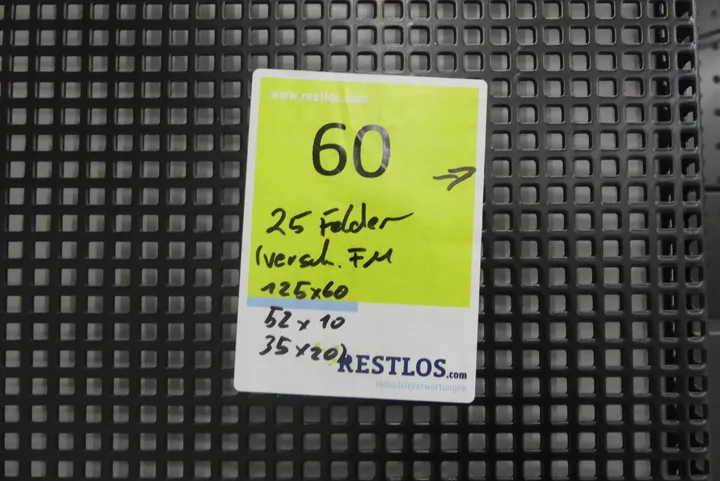 www.restlos.com
60
25 Felder
(versch. FM
125x60
52 x 10
35 x 20)
RESTLOS.com
industrieverwertungen